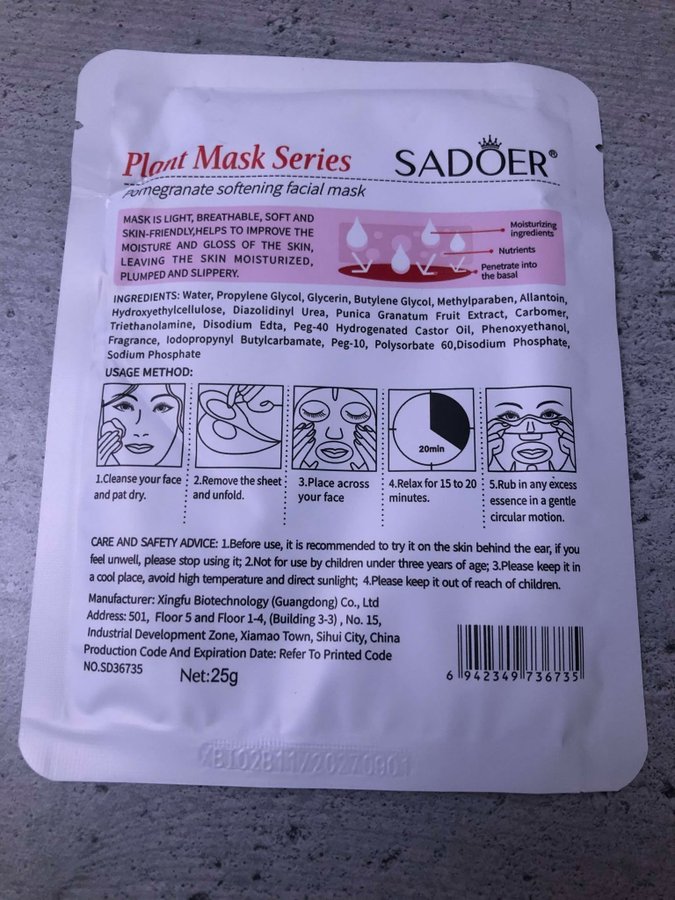 Plant Mask Series
SADOER®
Pomegranate softening facial mask
MASK IS LIGHT, BREATHABLE, SOFT AND
SKIN-FRIENDLY,HELPS TO IMPROVE THE
MOISTURE AND GLOSS OF THE SKIN,
LEAVING THE SKIN MOISTURIZED,
PLUMPED AND SLIPPERY.
Moisturizing
ingredients
Nutrients
Penetrate into
the basal
INGREDIENTS: Water, Propylene Glycol, Glycerin, Butylene Glycol, Methylparaben, Allantoin,
Hydroxyethylcellulose, Diazolidinyl Urea, Punica Granatum Fruit Extract, Carbomer,
Triethanolamine, Disodium Edta, Peg-40 Hydrogenated Castor Oil, Phenoxyethanol,
Fragrance, Iodopropynyl Butylcarbamate, Peg-10, Polysorbate 60,Disodium Phosphate,
Sodium Phosphate
USAGE METHOD:
20min
1.Cleanse your face
and pat dry.
2.Remove the sheet
and unfold.
3.Place across
your face
4.Relax for 15 to 20
minutes.
5.Rub in any excess
essence in a gentle
circular motion.
CARE AND SAFETY ADVICE: 1.Before use, it is recommended to try it on the skin behind the ear, if you
feel unwell, please stop using it; 2.Not for use by children under three years of age; 3.Please keep it in
a cool place, avoid high temperature and direct sunlight; 4.Please keep it out of reach of children.
Manufacturer: Xingfu Biotechnology (Guangdong) Co., Ltd
Address: 501, Floor 5 and Floor 1-4, (Building 3-3) , No. 15,
Industrial Development Zone, Xiamao Town, Sihui City, China
Production Code And Expiration Date: Refer To Printed Code
NO.SD36735
Net:25g
6 942349 736735